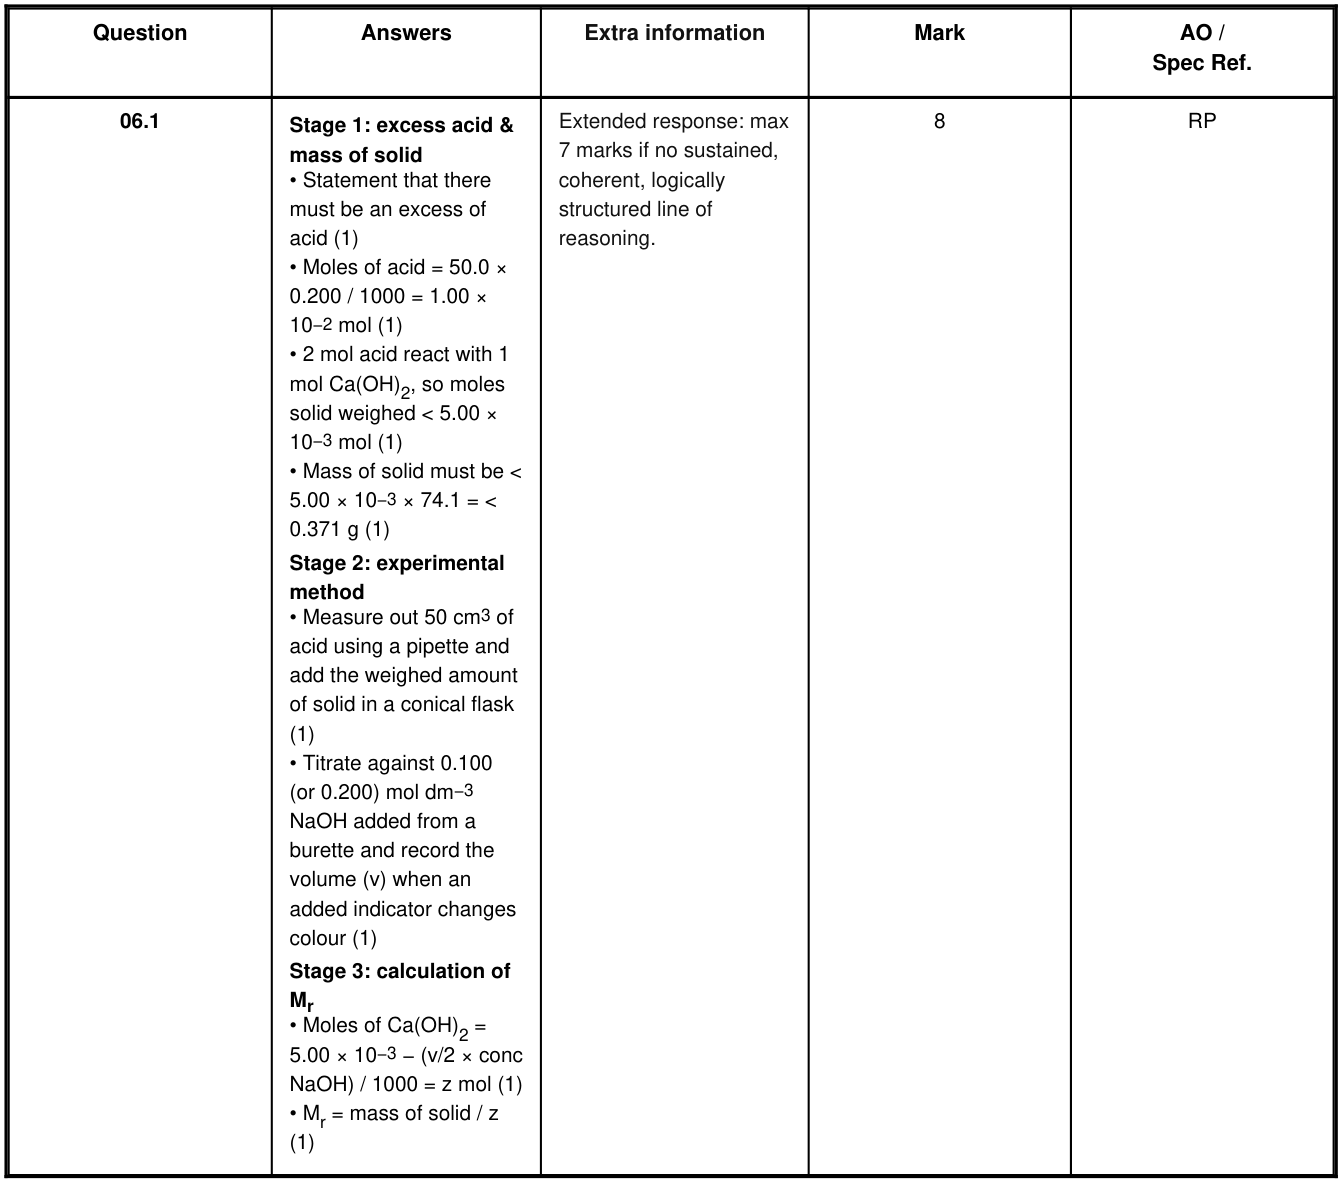 Question Answers Extra information Mark AO /
Spec Ref.
06.1
Stage 1: excess acid &
mass of solid
• Statement that there
must be an excess of
acid (1)
• Moles of acid = 50.0 ×
0.200 / 1000 = 1.00 ×
10–2 mol (1)
• 2 mol acid react with 1
mol Ca(OH)2, so moles
solid weighed < 5.00 ×
10–3 mol (1)
• Mass of solid must be <
5.00 × 10–3 × 74.1 = <
0.371 g (1)
Stage 2: experimental
method
• Measure out 50 cm3 of
acid using a pipette and
add the weighed amount
of solid in a conical flask
(1)
• Titrate against 0.100
(or 0.200) mol dm–3
NaOH added from a
burette and record the
volume (v) when an
added indicator changes
colour (1)
Stage 3: calculation of
Mr
• Moles of Ca(OH)2 =
5.00 × 10–3 – (v/2 × conc
NaOH) / 1000 = z mol (1)
• Mr = mass of solid / z
(1)
Extended response: max
7 marks if no sustained,
coherent, logically
structured line of
reasoning.
8
RP